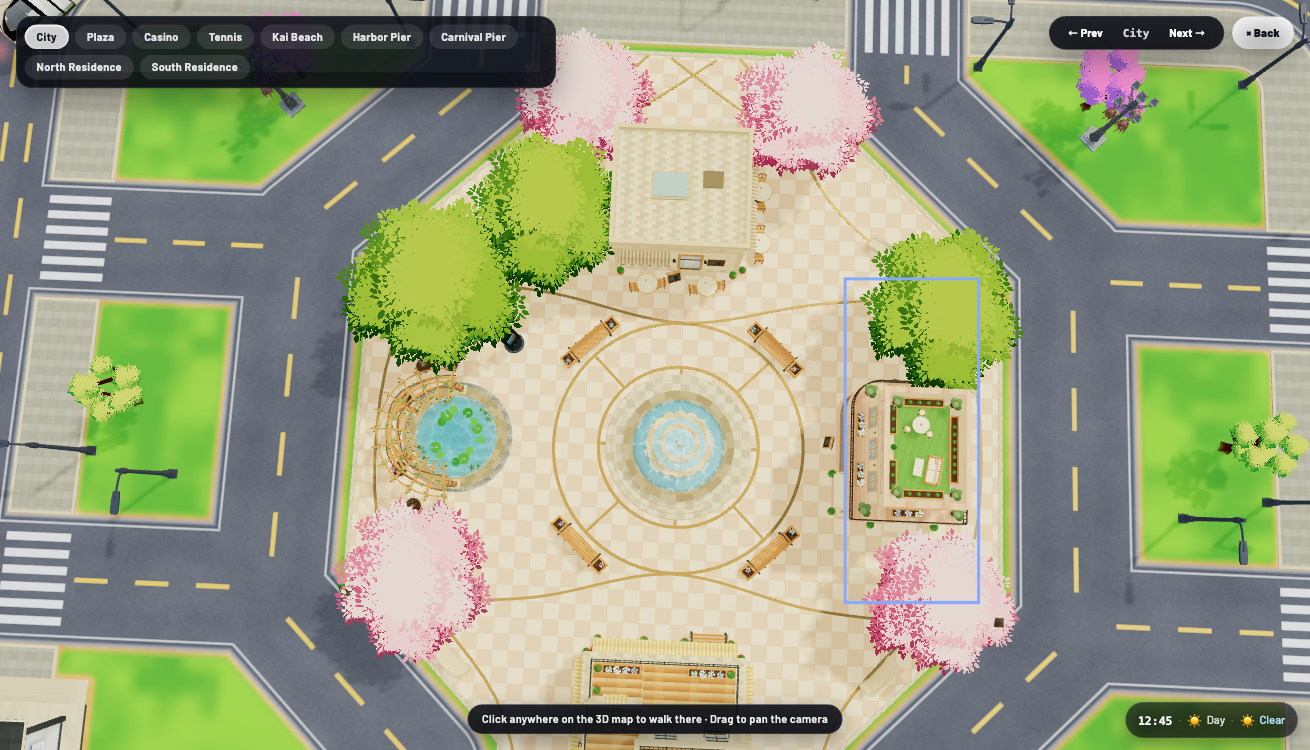 City Plaza Casino Tennis Kai Beach Harbor Pier Carnival Pier
North Residence South Residence
← Prev City Next →
× Back
Click anywhere on the 3D map to walk there · Drag to pan the camera
12:45 · ☀️ Day · ☀️ Clear